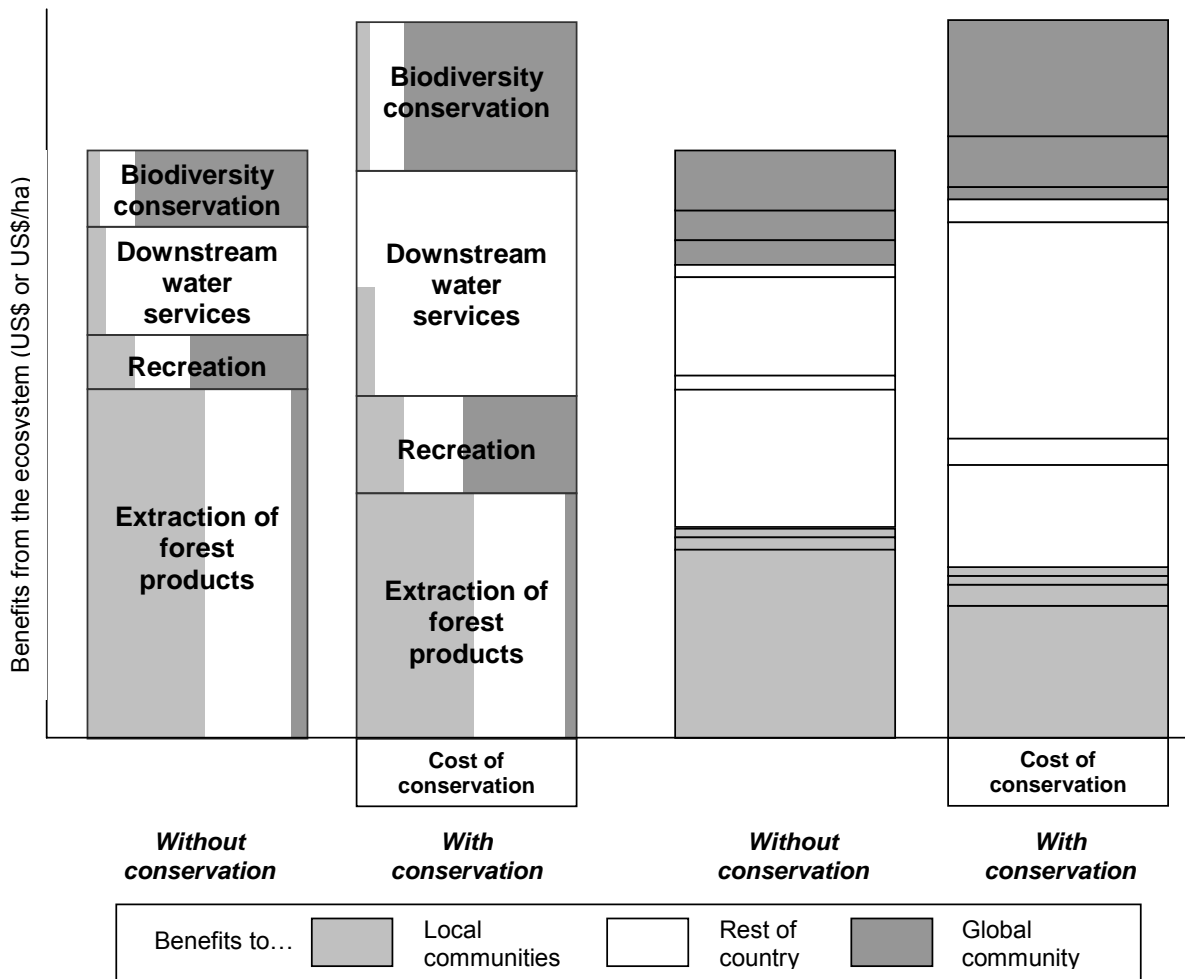 Benefits from the ecosystem (US$ or US$/ha)
Biodiversity
conservation
Downstream
water
services
Recreation
Extraction of
forest
products
Biodiversity
conservation
Downstream
water
services
Recreation
Extraction of
forest
products
Cost of
conservation
Cost of
conservation
Without
conservation
With
conservation
Without
conservation
With
conservation
Benefits to…
Local
communities
Rest of
country
Global
community